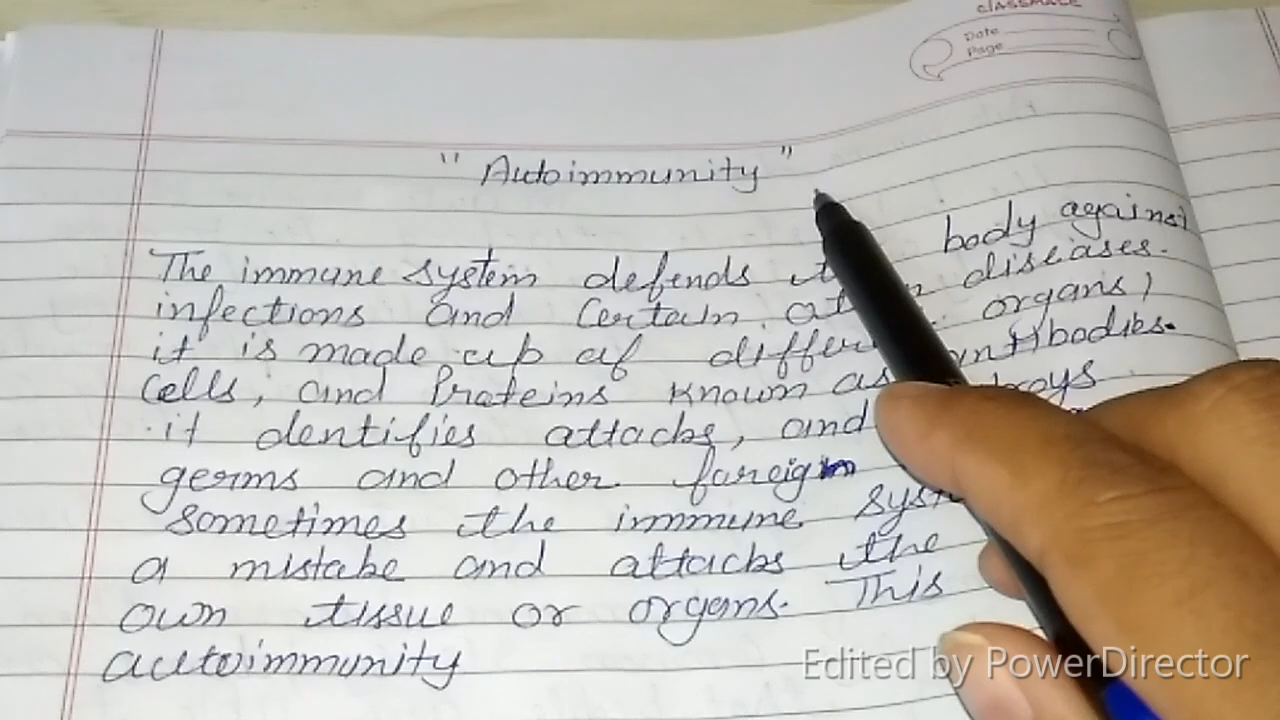 classmate
Date
Page
" Autoimmunity "
The immune system defends body against
infections and Certain diseases.
it is made up of organs,
Cells, and Proteins known as antibodies.
it dentifies attacks, and
germs and other foreign
sometimes the immune
a mistake and attacks the
own tissue or organs. This
autoimmunity
Edited by PowerDirector